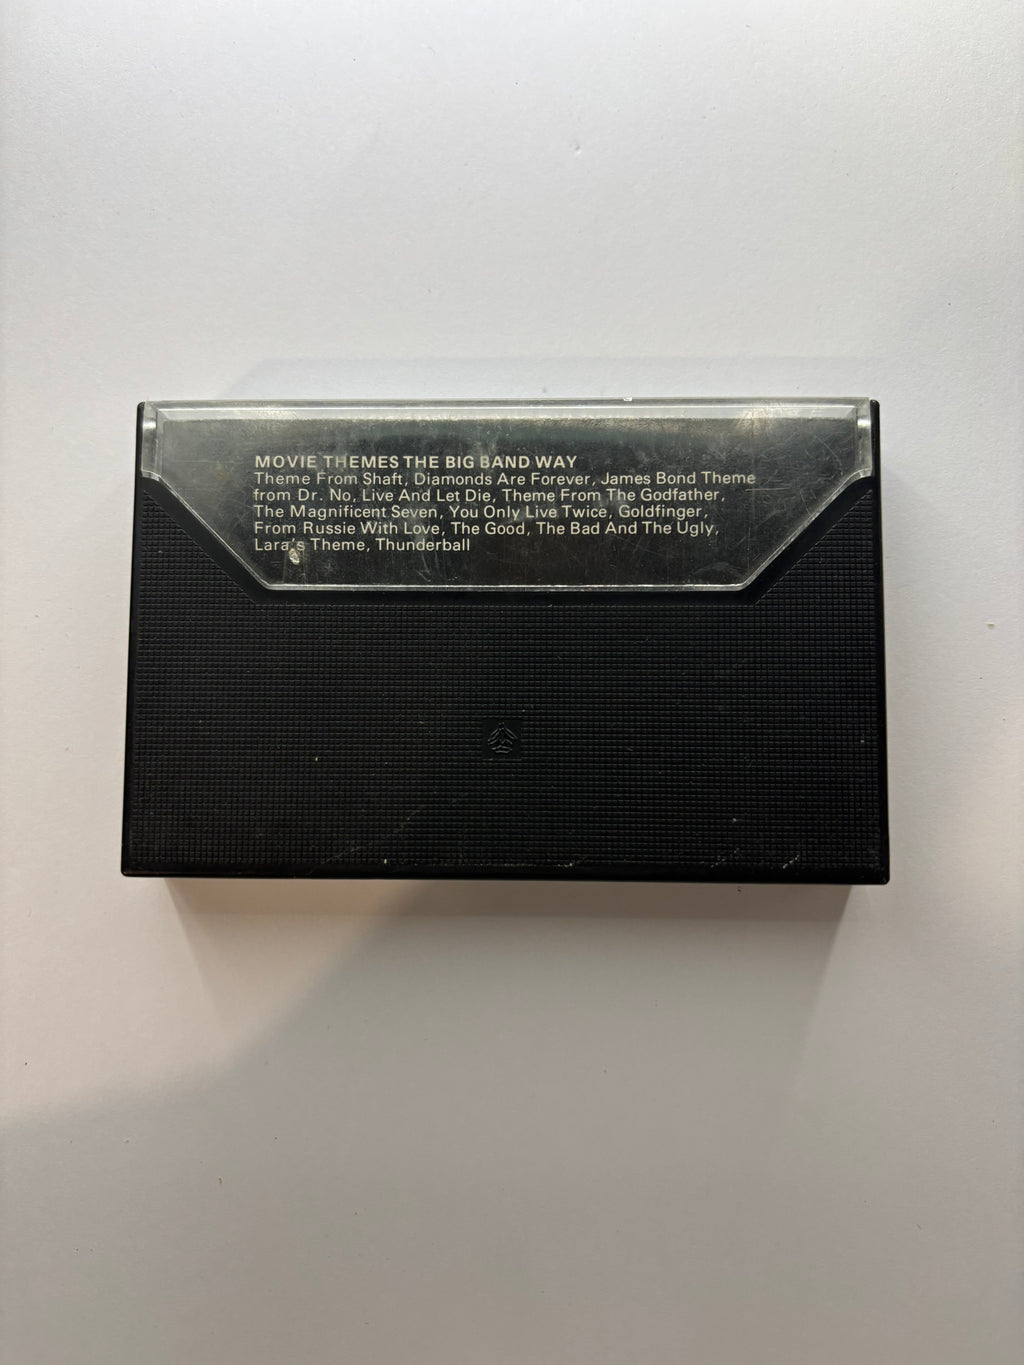 MOVIE THEMES THE BIG BAND WAY
Theme From Shaft, Diamonds Are Forever, James Bond Theme
from Dr. No, Live And Let Die, Theme From The Godfather,
The Magnificent Seven, You Only Live Twice, Goldfinger,
From Russie With Love, The Good, The Bad And The Ugly,
Lara's Theme, Thunderball